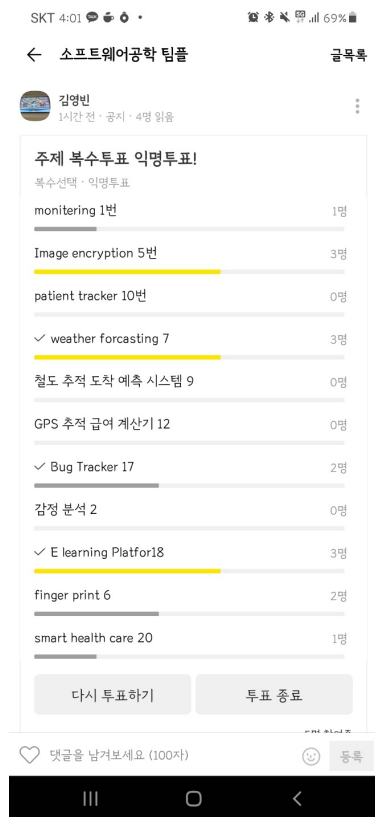 SKT 4:01
69%
소프트웨어공학 팀플
글목록
김영빈
1시간 전 · 공지 · 4명 읽음
주제 복수투표 익명투표!
복수선택 · 익명투표
monitering 1번 1명
Image encryption 5번 3명
patient tracker 10번 0명
weather forcasting 7 3명
철도 추적 도착 예측 시스템 9 0명
GPS 추적 급여 계산기 12 0명
Bug Tracker 17 2명
감정 분석 2 0명
E learning Platfor18 3명
finger print 6 2명
smart health care 20 1명
다시 투표하기
투표 종료
댓글을 남겨보세요 (100자)
등록